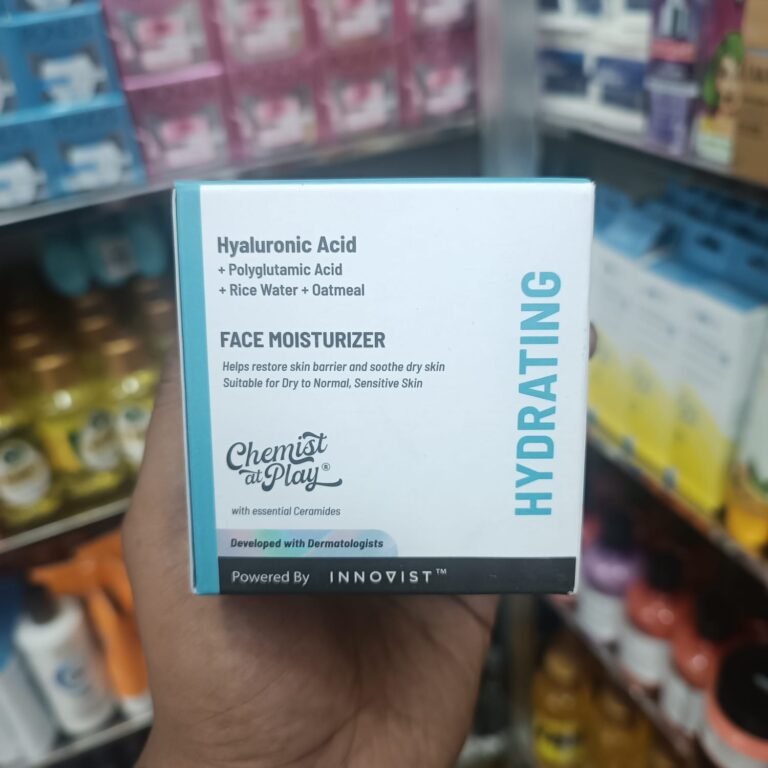 Hyaluronic Acid
+ Polyglutamic Acid
+ Rice Water + Oatmeal
FACE MOISTURIZER
Helps restore skin barrier and soothe dry skin
Suitable for Dry to Normal, Sensitive Skin
Chemist
at Play®
with essential Ceramides
Developed with Dermatologists
Powered By INNOVIST™
HYDRATING